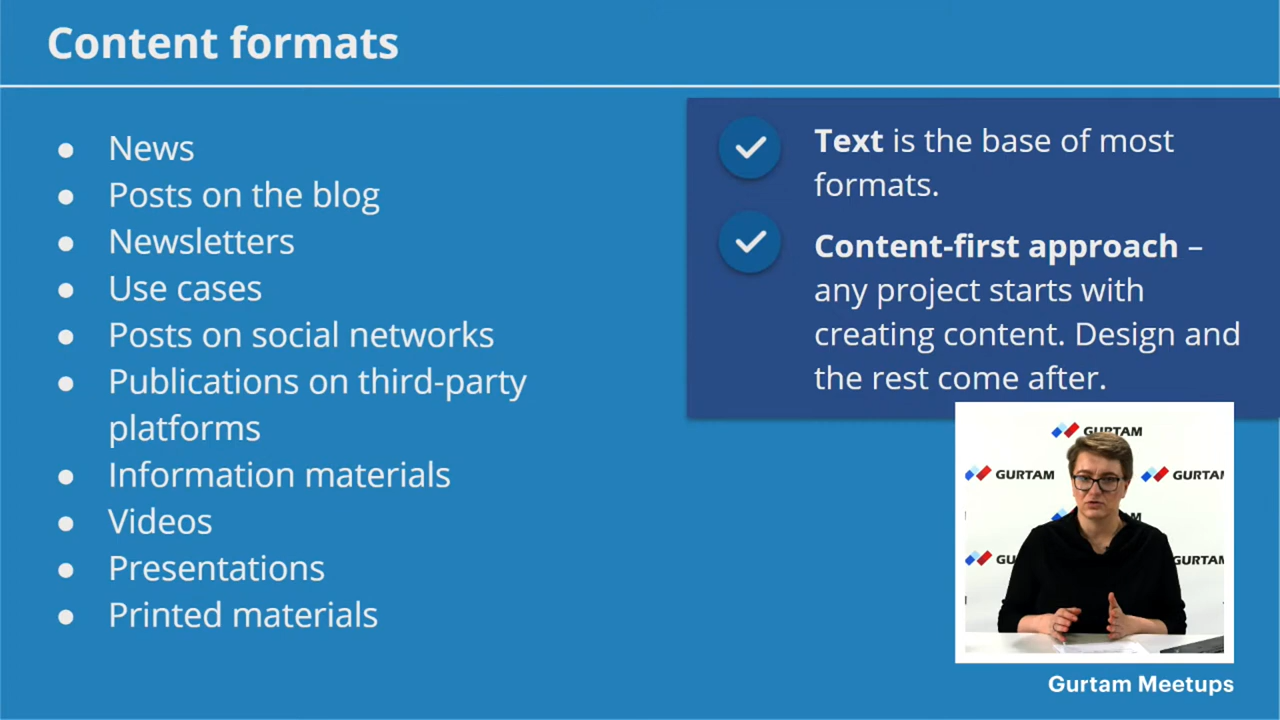 Content formats
● News
● Posts on the blog
● Newsletters
● Use cases
● Posts on social networks
● Publications on third-party
platforms
● Information materials
● Videos
● Presentations
● Printed materials
Text is the base of most
formats.
Content-first approach –
any project starts with
creating content. Design and
the rest come after.
GURTAM
GURTAM
GURTAM
GU
GURTAM
Gurtam Meetups